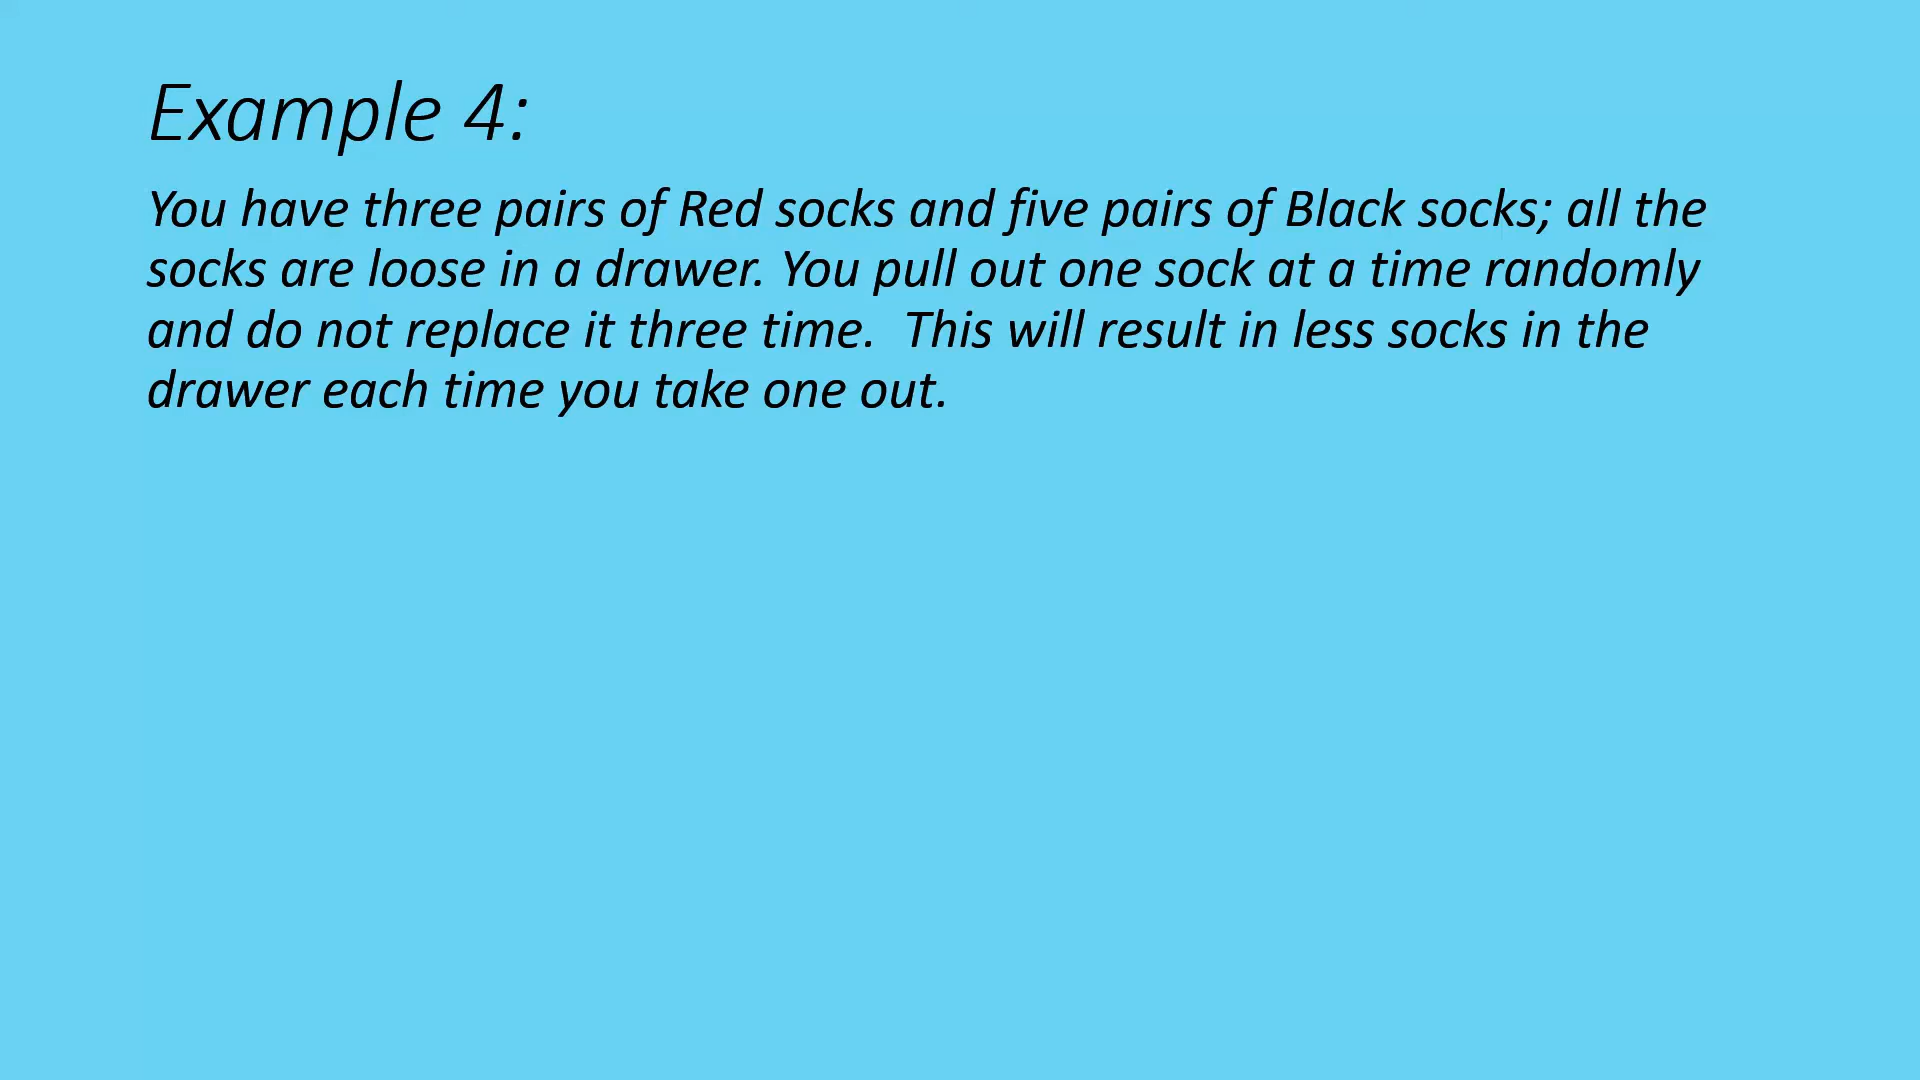 Example 4:
You have three pairs of Red socks and five pairs of Black socks; all the
socks are loose in a drawer. You pull out one sock at a time randomly
and do not replace it three time.  This will result in less socks in the
drawer each time you take one out.